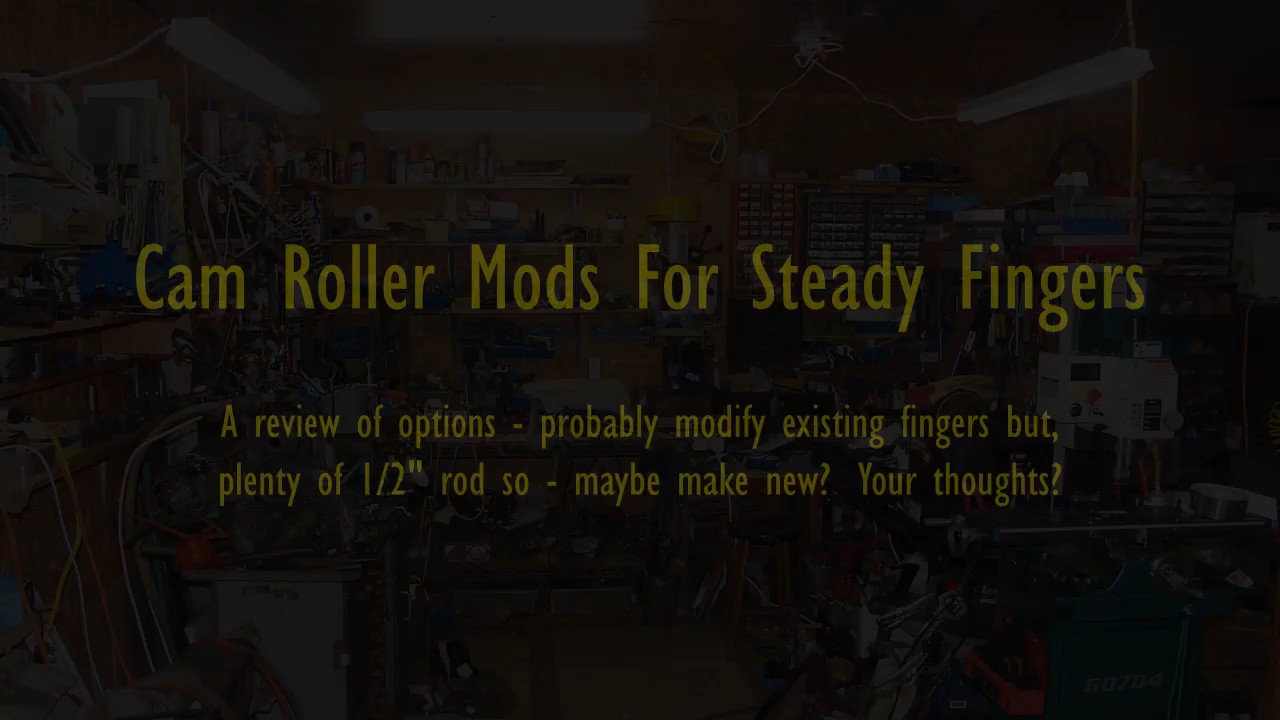 Cam Roller Mods For Steady Fingers
A review of options - probably modify existing fingers but,
plenty of 1/2" rod so - maybe make new? Your thoughts?
G0704